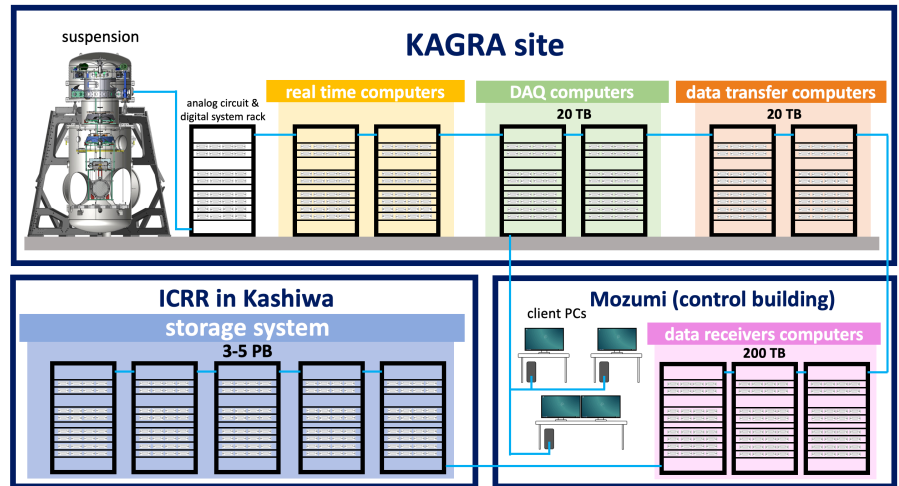 KAGRA site
suspension
analog circuit &
digital system rack
real time computers
DAQ computers
20 TB
data transfer computers
20 TB
ICRR in Kashiwa
storage system
3-5 PB
Mozumi (control building)
client PCs
data receivers computers
200 TB